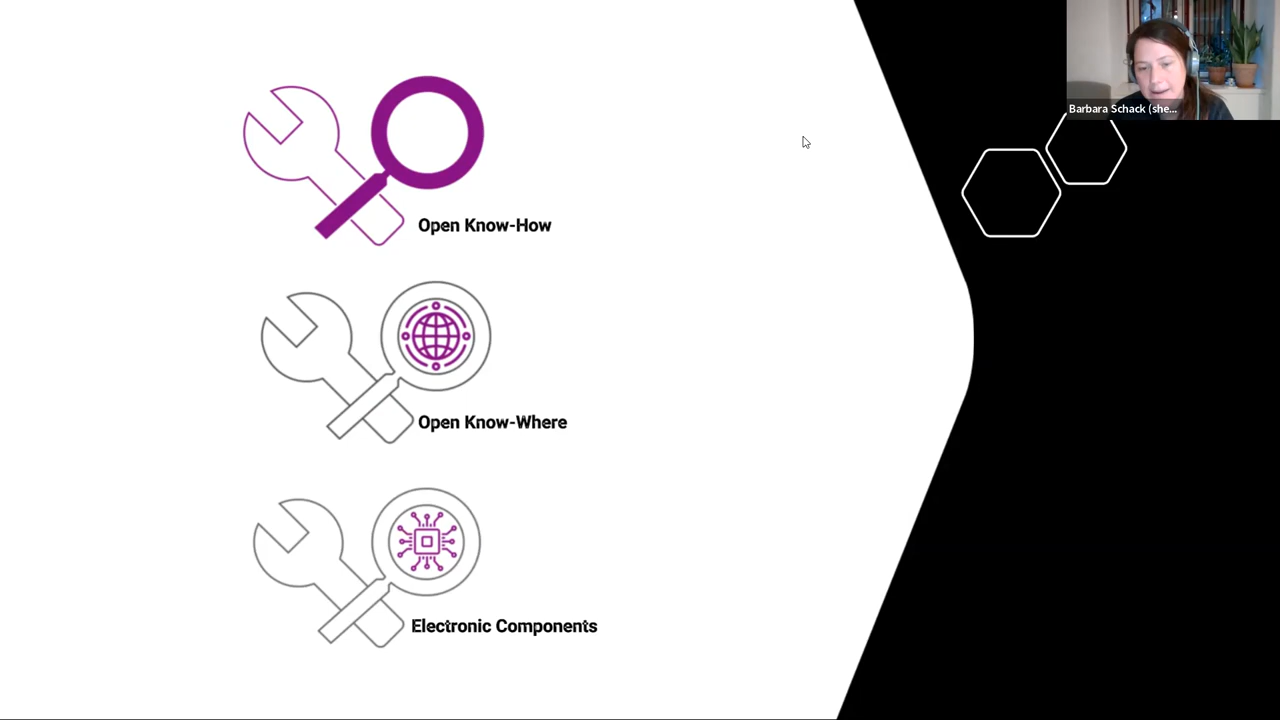 Barbara Schack (she...
Open Know-How
Open Know-Where
Electronic Components